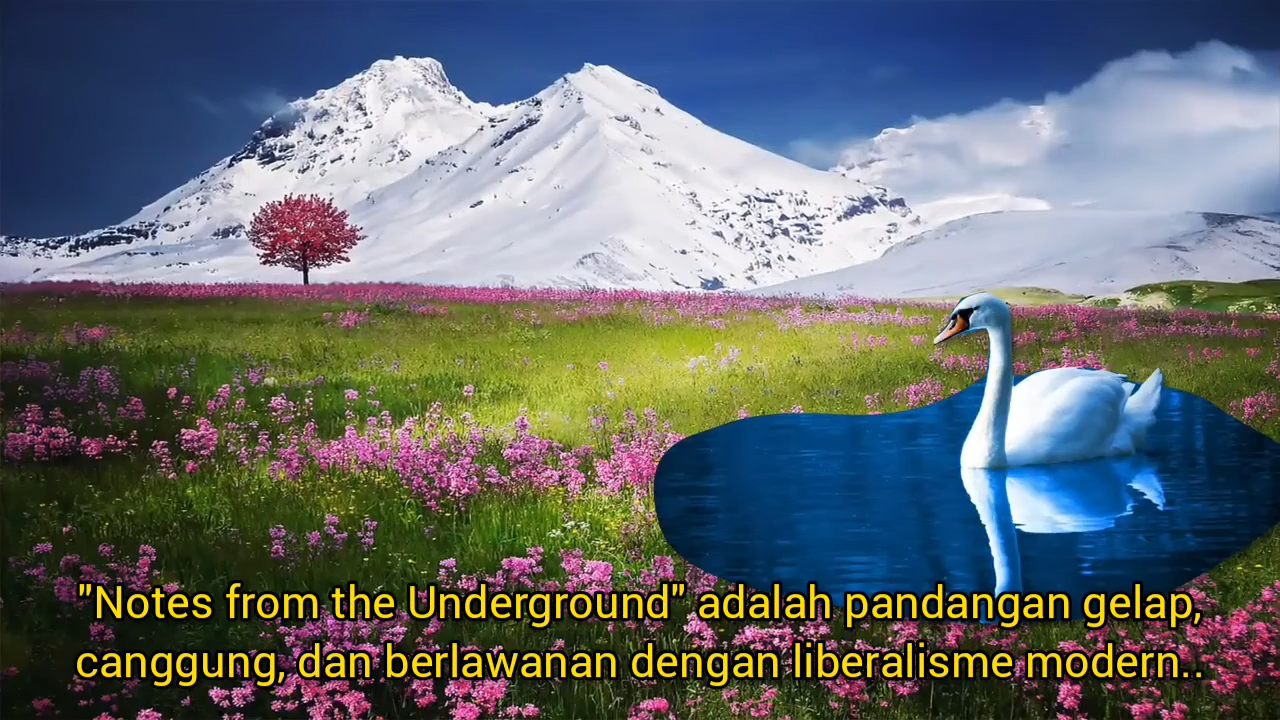 "Notes from the Underground" adalah pandangan gelap,
canggung, dan berlawanan dengan liberalisme modern..